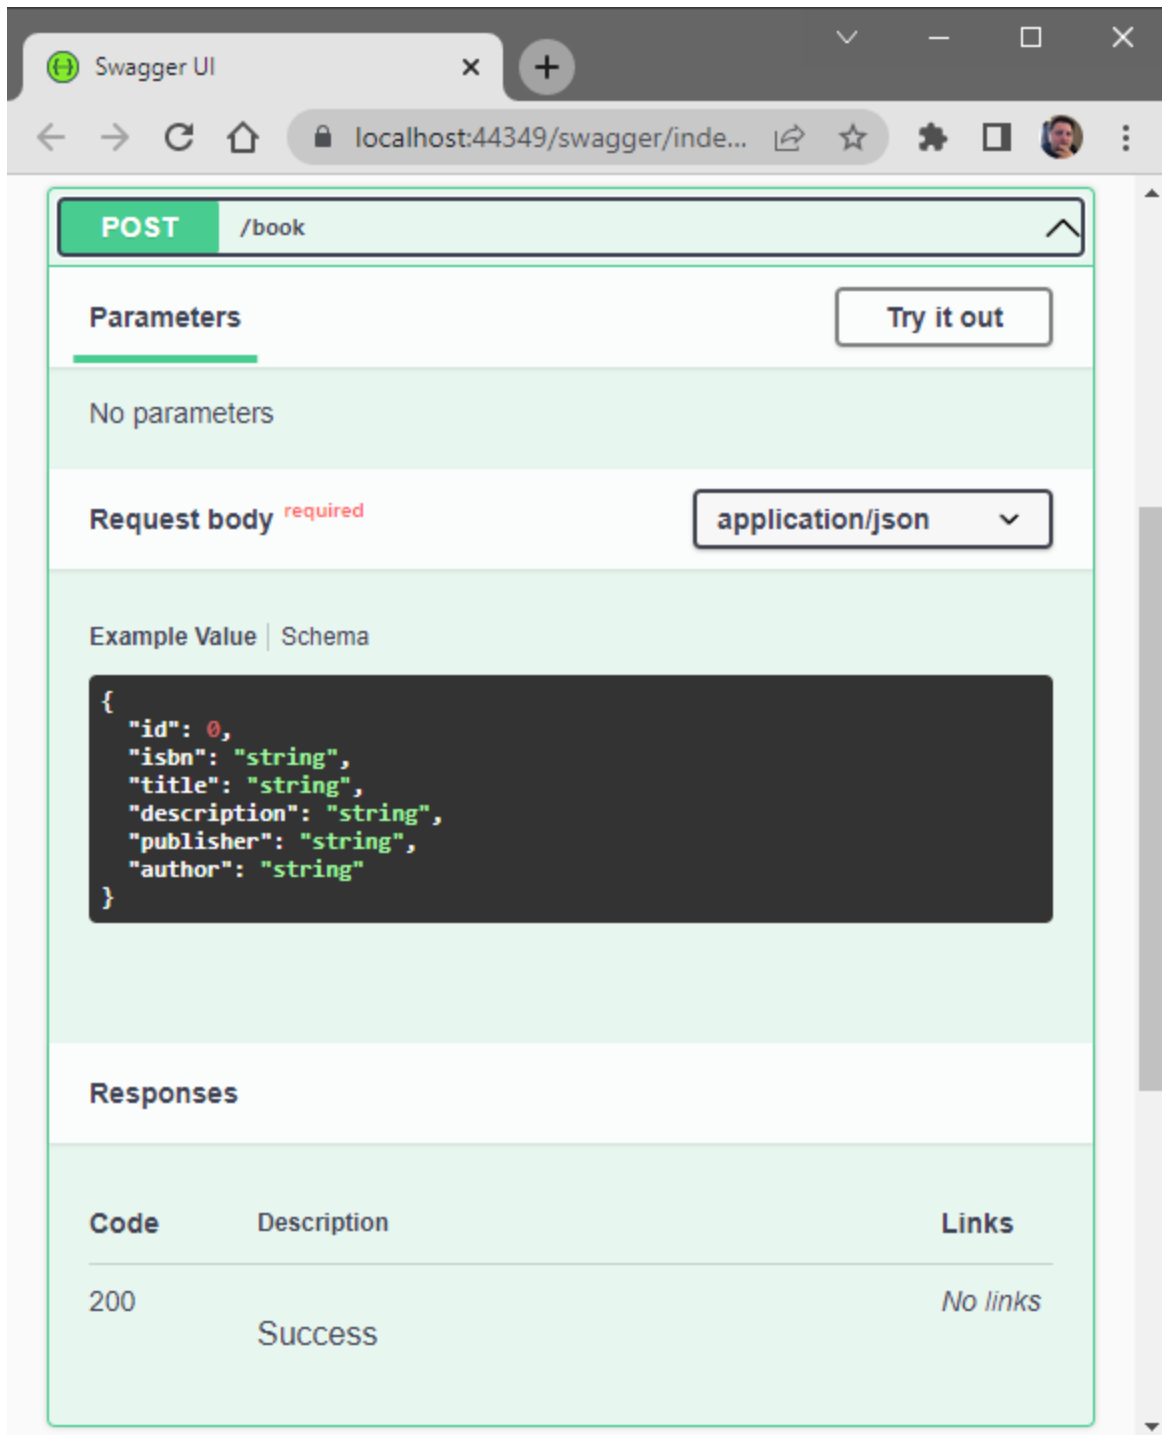 Swagger UI
localhost:44349/swagger/inde...
POST /book
Parameters Try it out
No parameters
Request body required application/json
Example Value Schema
{
"id": 0,
"isbn": "string",
"title": "string",
"description": "string",
"publisher": "string",
"author": "string"
}
Responses
Code Description Links
200 No links
Success